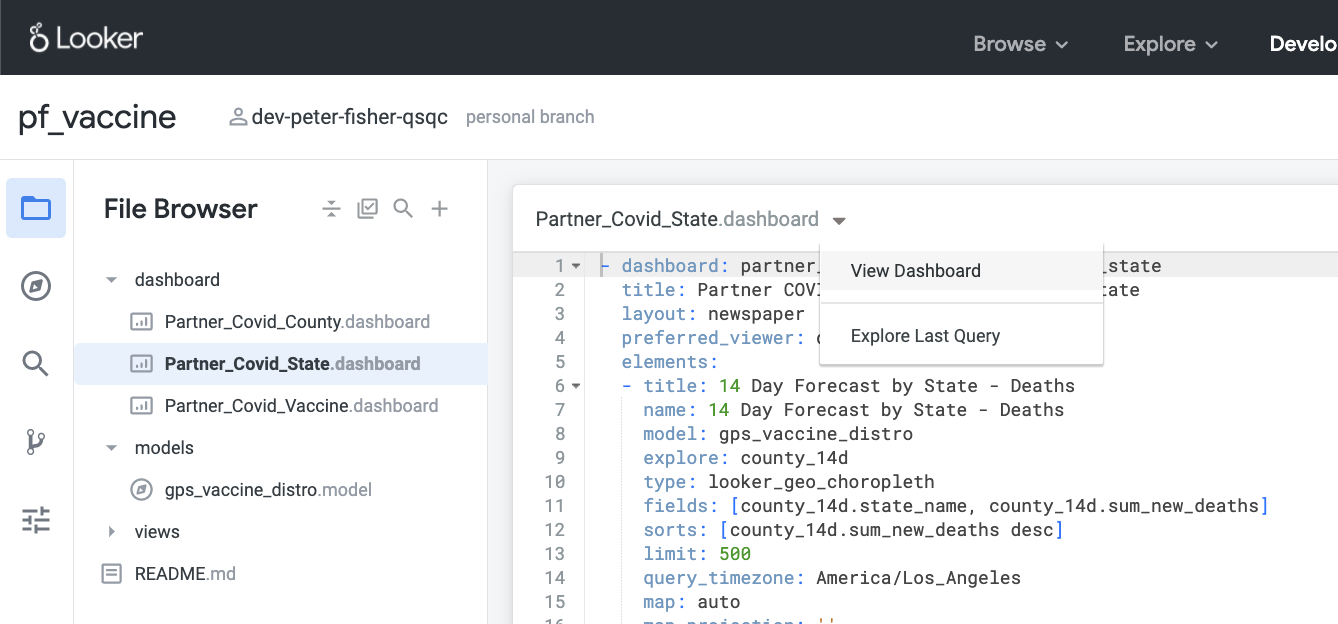 Looker
Browse Explore Develo
pf_vaccine dev-peter-fisher-qsqc personal branch
File Browser
dashboard
Partner_Covid_County.dashboard
Partner_Covid_State.dashboard
Partner_Covid_Vaccine.dashboard
models
gps_vaccine_distro.model
views
README.md
Partner_Covid_State.dashboard
View Dashboard
Explore Last Query
1 - dashboard: partner_ _state
2 title: Partner COVI tate
3 layout: newspaper
4 preferred_viewer:
5 elements:
6 - title: 14 Day Forecast by State - Deaths
7 name: 14 Day Forecast by State - Deaths
8 model: gps_vaccine_distro
9 explore: county_14d
10 type: looker_geo_choropleth
11 fields: [county_14d.state_name, county_14d.sum_new_deaths]
12 sorts: [county_14d.sum_new_deaths desc]
13 limit: 500
14 query_timezone: America/Los_Angeles
15 map: auto
16 map_projection: ''